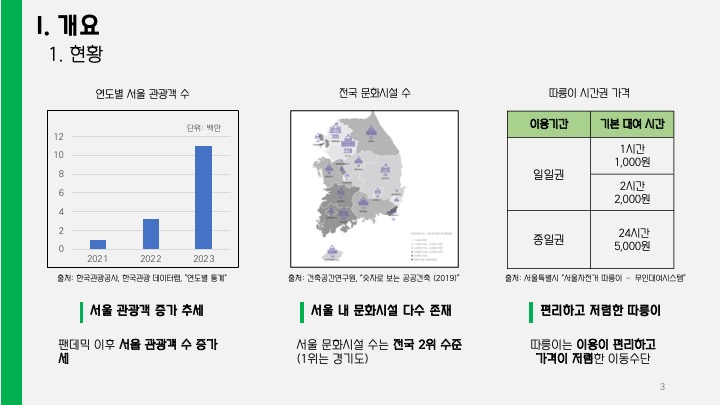 I. 개요
1. 현황
연도별 서울 관광객 수
단위: 백만
12
10
8
6
4
2
0
2021
2022
2023
출처: 한국관광공사, 한국관광 데이터랩, "연도별 통계"
서울 관광객 증가 추세
팬데믹 이후 서울 관광객 수 증가
세
전국 문화시설 수
출처: 건축공간연구원, "숫자로 보는 공공건축 (2019)"
서울 내 문화시설 다수 존재
서울 문화시설 수는 전국 2위 수준
(1위는 경기도)
따릉이 시간권 가격
이용기간
기본 대여 시간
일일권
1시간
1,000원
2시간
2,000원
종일권
24시간
5,000원
출처: 서울특별시 "서울자전거 따릉이 - 무인대여시스템"
편리하고 저렴한 따릉이
따릉이는 이용이 편리하고
가격이 저렴한 이동수단
3